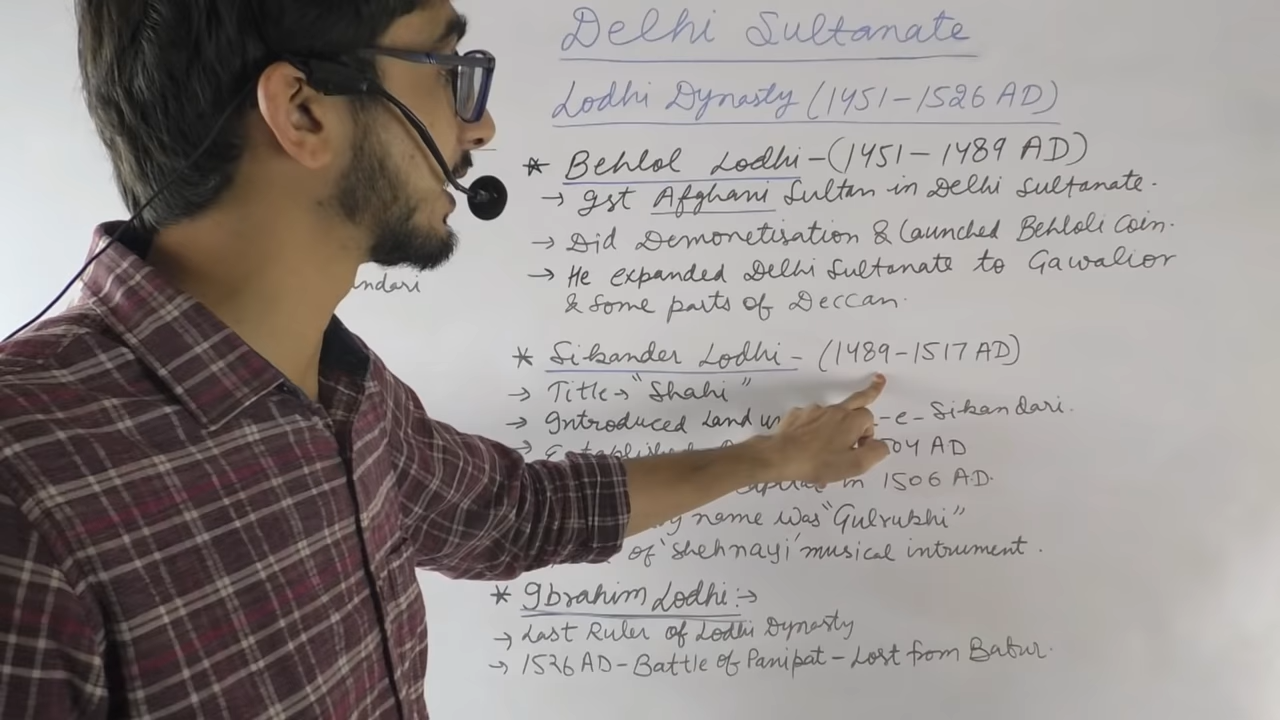 Delhi Sultanate
Lodhi Dynasty (1451-1526 AD)
* Behlol Lodhi - (1451 - 1489 AD)
→ Ist Afghani Sultan in Delhi Sultanate.
→ Did Demonetisation & Launched Behloli Coin.
→ He expanded Delhi Sultanate to Gawalior
& Some parts of Deccan.
* Sikander Lodhi - (1489-1517 AD)
→ Title → "Shahi"
→ Introduced Land -e- Sikandari.
→ Established AD
in 1506 AD.
name was "Gulrukhi"
of 'Shehnayi' musical intrument.
* Ibrahim Lodhi :→
→ Last Ruler of Lodhi Dynasty
→ 1526 AD - Battle of Panipat - Lost from Babur.